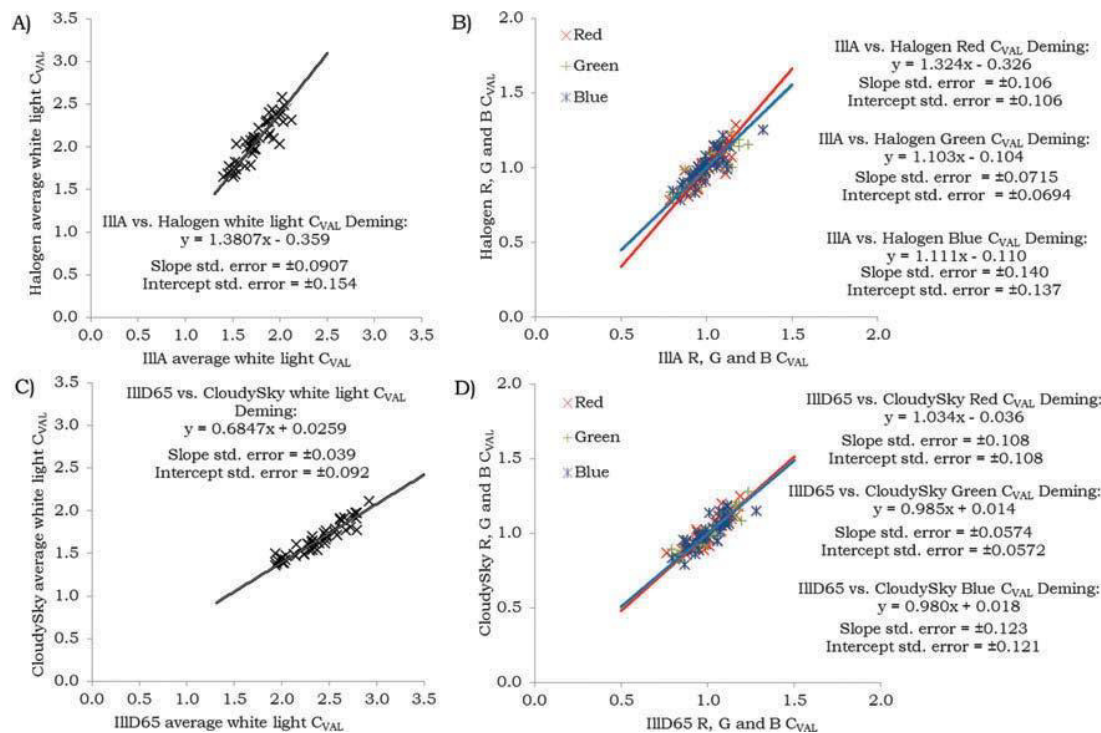 A)
Halogen average white light CVAL
3.5
3.0
2.5
2.0
1.5
1.0
0.5
0.0
IllA vs. Halogen white light CVAL Deming:
y = 1.3807x - 0.359
Slope std. error = ±0.0907
Intercept std. error = ±0.154
0.0 0.5 1.0 1.5 2.0 2.5 3.0 3.5
IllA average white light CVAL
B)
Halogen R, G and B CVAL
2.0
1.5
1.0
0.5
0.0
Red
Green
Blue
IllA vs. Halogen Red CVAL Deming:
y = 1.324x - 0.326
Slope std. error = ±0.106
Intercept std. error = ±0.106
IllA vs. Halogen Green CVAL Deming:
y = 1.103x - 0.104
Slope std. error = ±0.0715
Intercept std. error = ±0.0694
IllA vs. Halogen Blue CVAL Deming:
y = 1.111x - 0.110
Slope std. error = ±0.140
Intercept std. error = ±0.137
0.0 0.5 1.0 1.5 2.0
IllA R, G and B CVAL
C)
CloudySky average white light CVAL
3.5
3.0
2.5
2.0
1.5
1.0
0.5
0.0
IllD65 vs. CloudySky white light CVAL
Deming:
y = 0.6847x + 0.0259
Slope std. error = ±0.039
Intercept std. error = ±0.092
0.0 0.5 1.0 1.5 2.0 2.5 3.0 3.5
IllD65 average white light CVAL
D)
CloudySky R, G and B CVAL
2.0
1.5
1.0
0.5
0.0
Red
Green
Blue
IllD65 vs. CloudySky Red CVAL Deming:
y = 1.034x - 0.036
Slope std. error = ±0.108
Intercept std. error = ±0.108
IllD65 vs. CloudySky Green CVAL Deming:
y = 0.985x + 0.014
Slope std. error = ±0.0574
Intercept std. error = ±0.0572
IllD65 vs. CloudySky Blue CVAL Deming:
y = 0.980x + 0.018
Slope std. error = ±0.123
Intercept std. error = ±0.121
0.0 0.5 1.0 1.5 2.0
IllD65 R, G and B CVAL